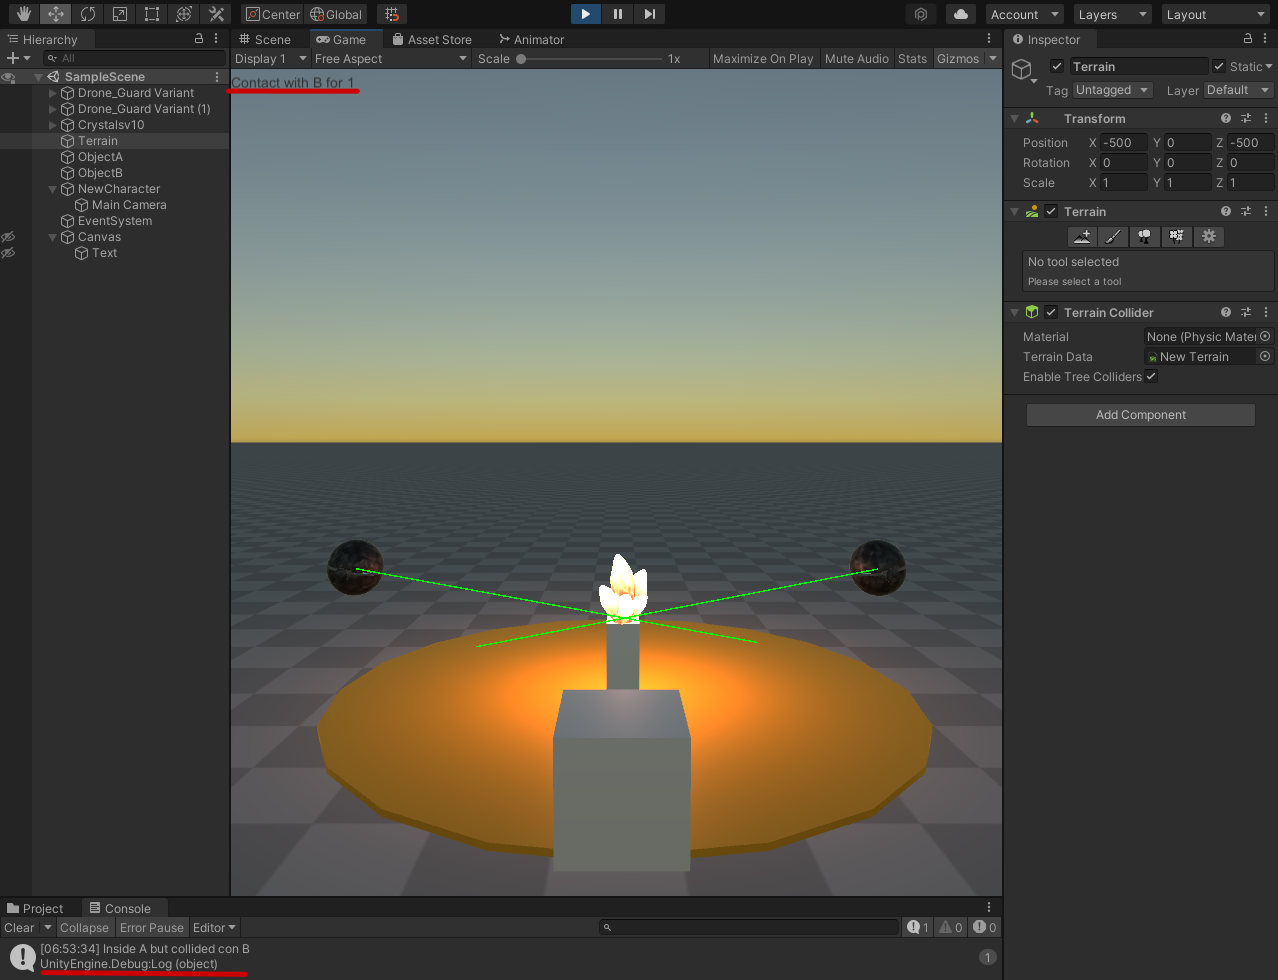 Center
Global
Account
Layers
Layout
Hierarchy
All
SampleScene
Drone_Guard Variant
Drone_Guard Variant (1)
Crystalsv10
Terrain
ObjectA
ObjectB
NewCharacter
Main Camera
EventSystem
Canvas
Text
Scene
Game
Asset Store
Animator
Display 1
Free Aspect
Scale
1x
Maximize On Play
Mute Audio
Stats
Gizmos
Contact with B for 1
Inspector
Terrain
Static
Tag
Untagged
Layer
Default
Transform
Position X -500 Y 0 Z -500
Rotation X 0 Y 0 Z 0
Scale X 1 Y 1 Z 1
Terrain
No tool selected
Please select a tool
Terrain Collider
Material None (Physic Mater
Terrain Data New Terrain
Enable Tree Colliders
Add Component
Project
Console
Clear
Collapse
Error Pause
Editor
1
0
0
[06:53:34] Inside A but collided con B
UnityEngine.Debug:Log (object)
1